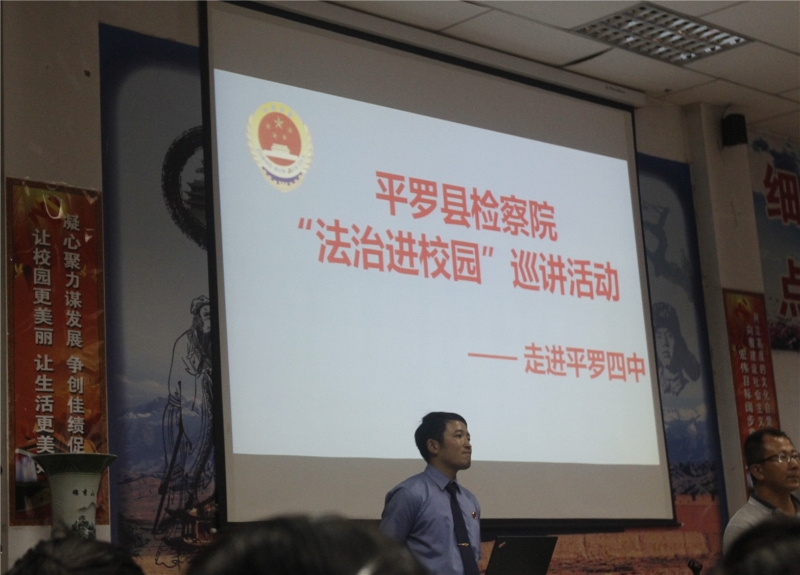 平罗县检察院
“法治进校园”巡讲活动
—— 走进平罗四中
凝心聚力谋发展 争创佳绩促
让校园更美丽 让生活更美
细
点